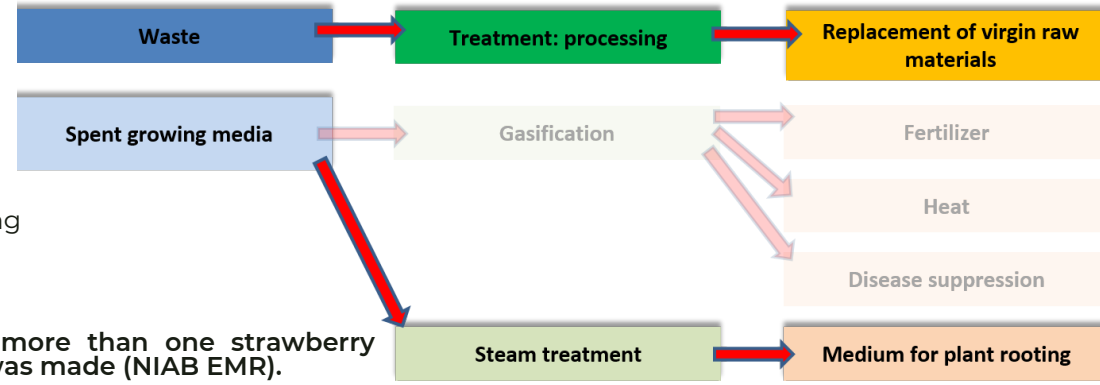 Waste
Treatment: processing
Replacement of virgin raw
materials
Spent growing media
Gasification
Fertilizer
Heat
Disease suppression
more than one strawberry
was made (NIAB EMR).
Steam treatment
Medium for plant rooting